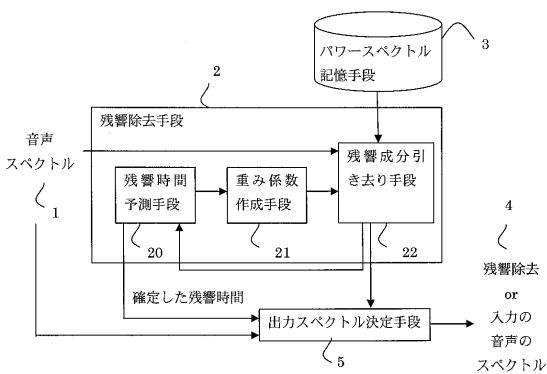 パワースペクトル
記憶手段
3
2
残響除去手段
音声
スペクトル
1
残響時間
予測手段
20
重み係数
作成手段
21
残響成分引
き去り手段
22
4
残響除去
or
入力の
音声の
スペクトル
確定した残響時間
出力スペクトル決定手段
5